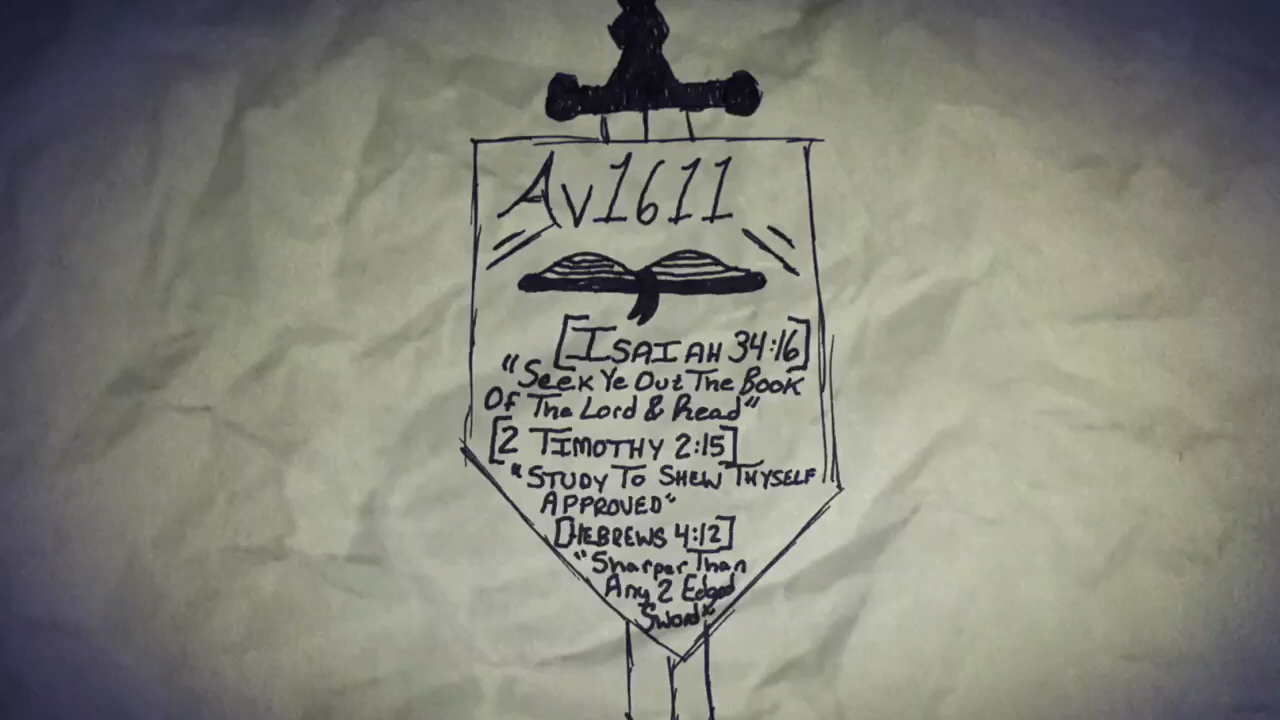 Av1611
[ISAIAH 34:16]
"Seek Ye Out The Book
Of The Lord & Read"
[2 TIMOTHY 2:15]
"STUDY TO SHEW THYSELF
APPROVED"
[HEBREWS 4:12]
"Sharper Than
Any 2 Edged
Sword"